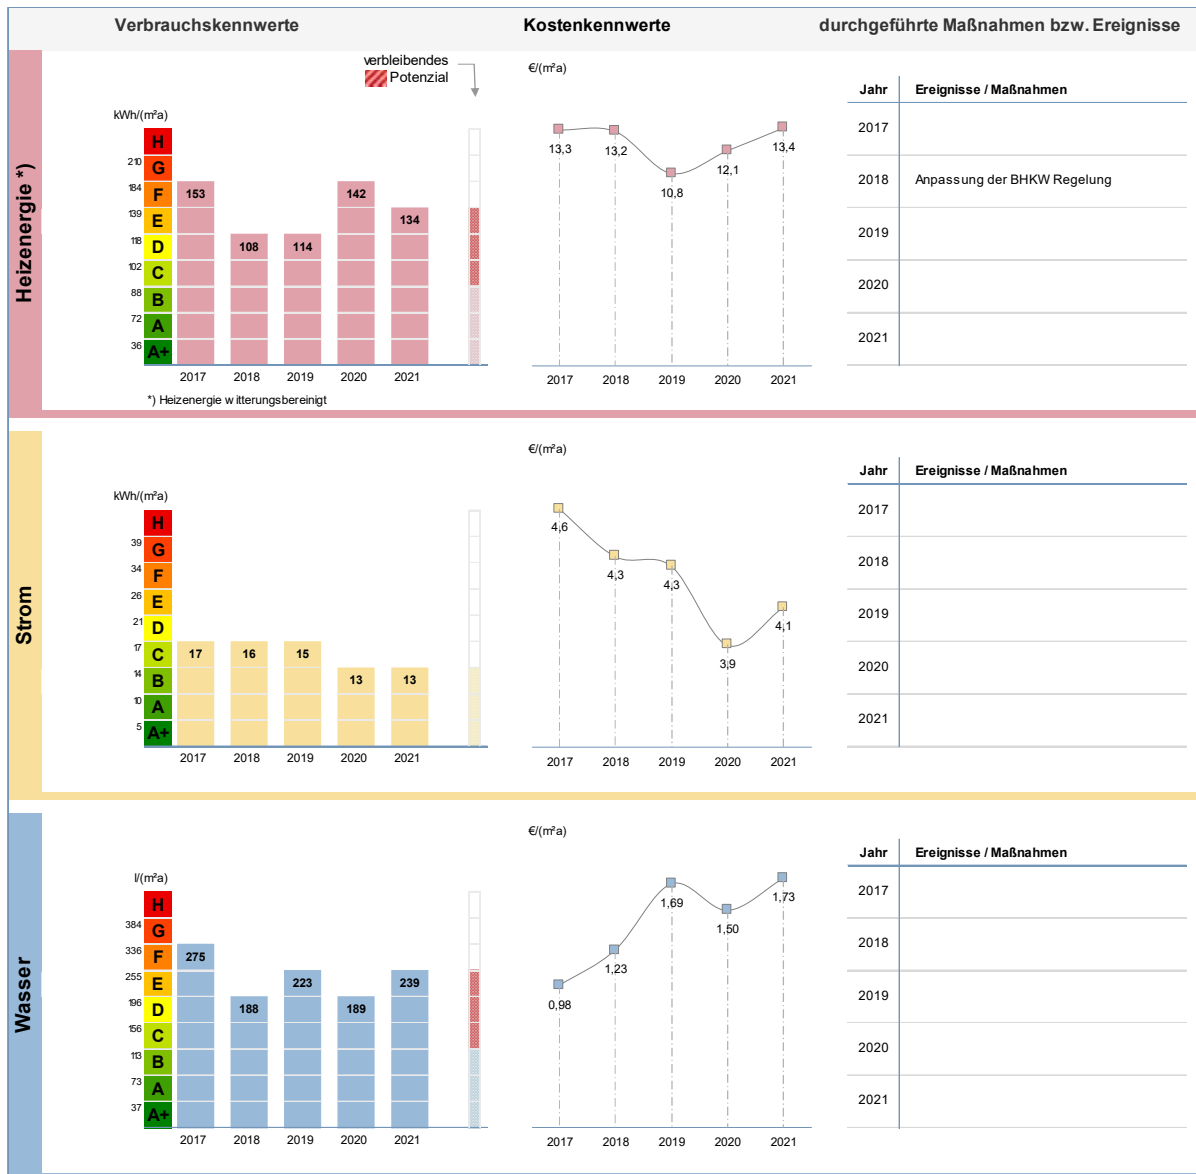 Verbrauchskennwerte
Kostenkennwerte
durchgeführte Maßnahmen bzw. Ereignisse
Heizenergie *)
verbleibendes
Potenzial
kWh/(m²a)
H
210
G
184
F
139
E
118
D
102
C
88
B
72
A
36
A+
153
108
114
142
134
2017 2018 2019 2020 2021
*) Heizenergie witterungsbereinigt
€/(m²a)
13,3
13,2
10,8
12,1
13,4
2017 2018 2019 2020 2021
Jahr Ereignisse / Maßnahmen
2017
2018 Anpassung der BHKW Regelung
2019
2020
2021
Strom
kWh/(m²a)
H
39
G
34
F
26
E
21
D
17
C
14
B
10
A
5
A+
17
16
15
13
13
2017 2018 2019 2020 2021
€/(m²a)
4,6
4,3
4,3
3,9
4,1
2017 2018 2019 2020 2021
Jahr Ereignisse / Maßnahmen
2017
2018
2019
2020
2021
Wasser
l/(m²a)
H
384
G
336
F
255
E
196
D
156
C
113
B
73
A
37
A+
275
188
223
189
239
2017 2018 2019 2020 2021
€/(m²a)
0,98
1,23
1,69
1,50
1,73
2017 2018 2019 2020 2021
Jahr Ereignisse / Maßnahmen
2017
2018
2019
2020
2021